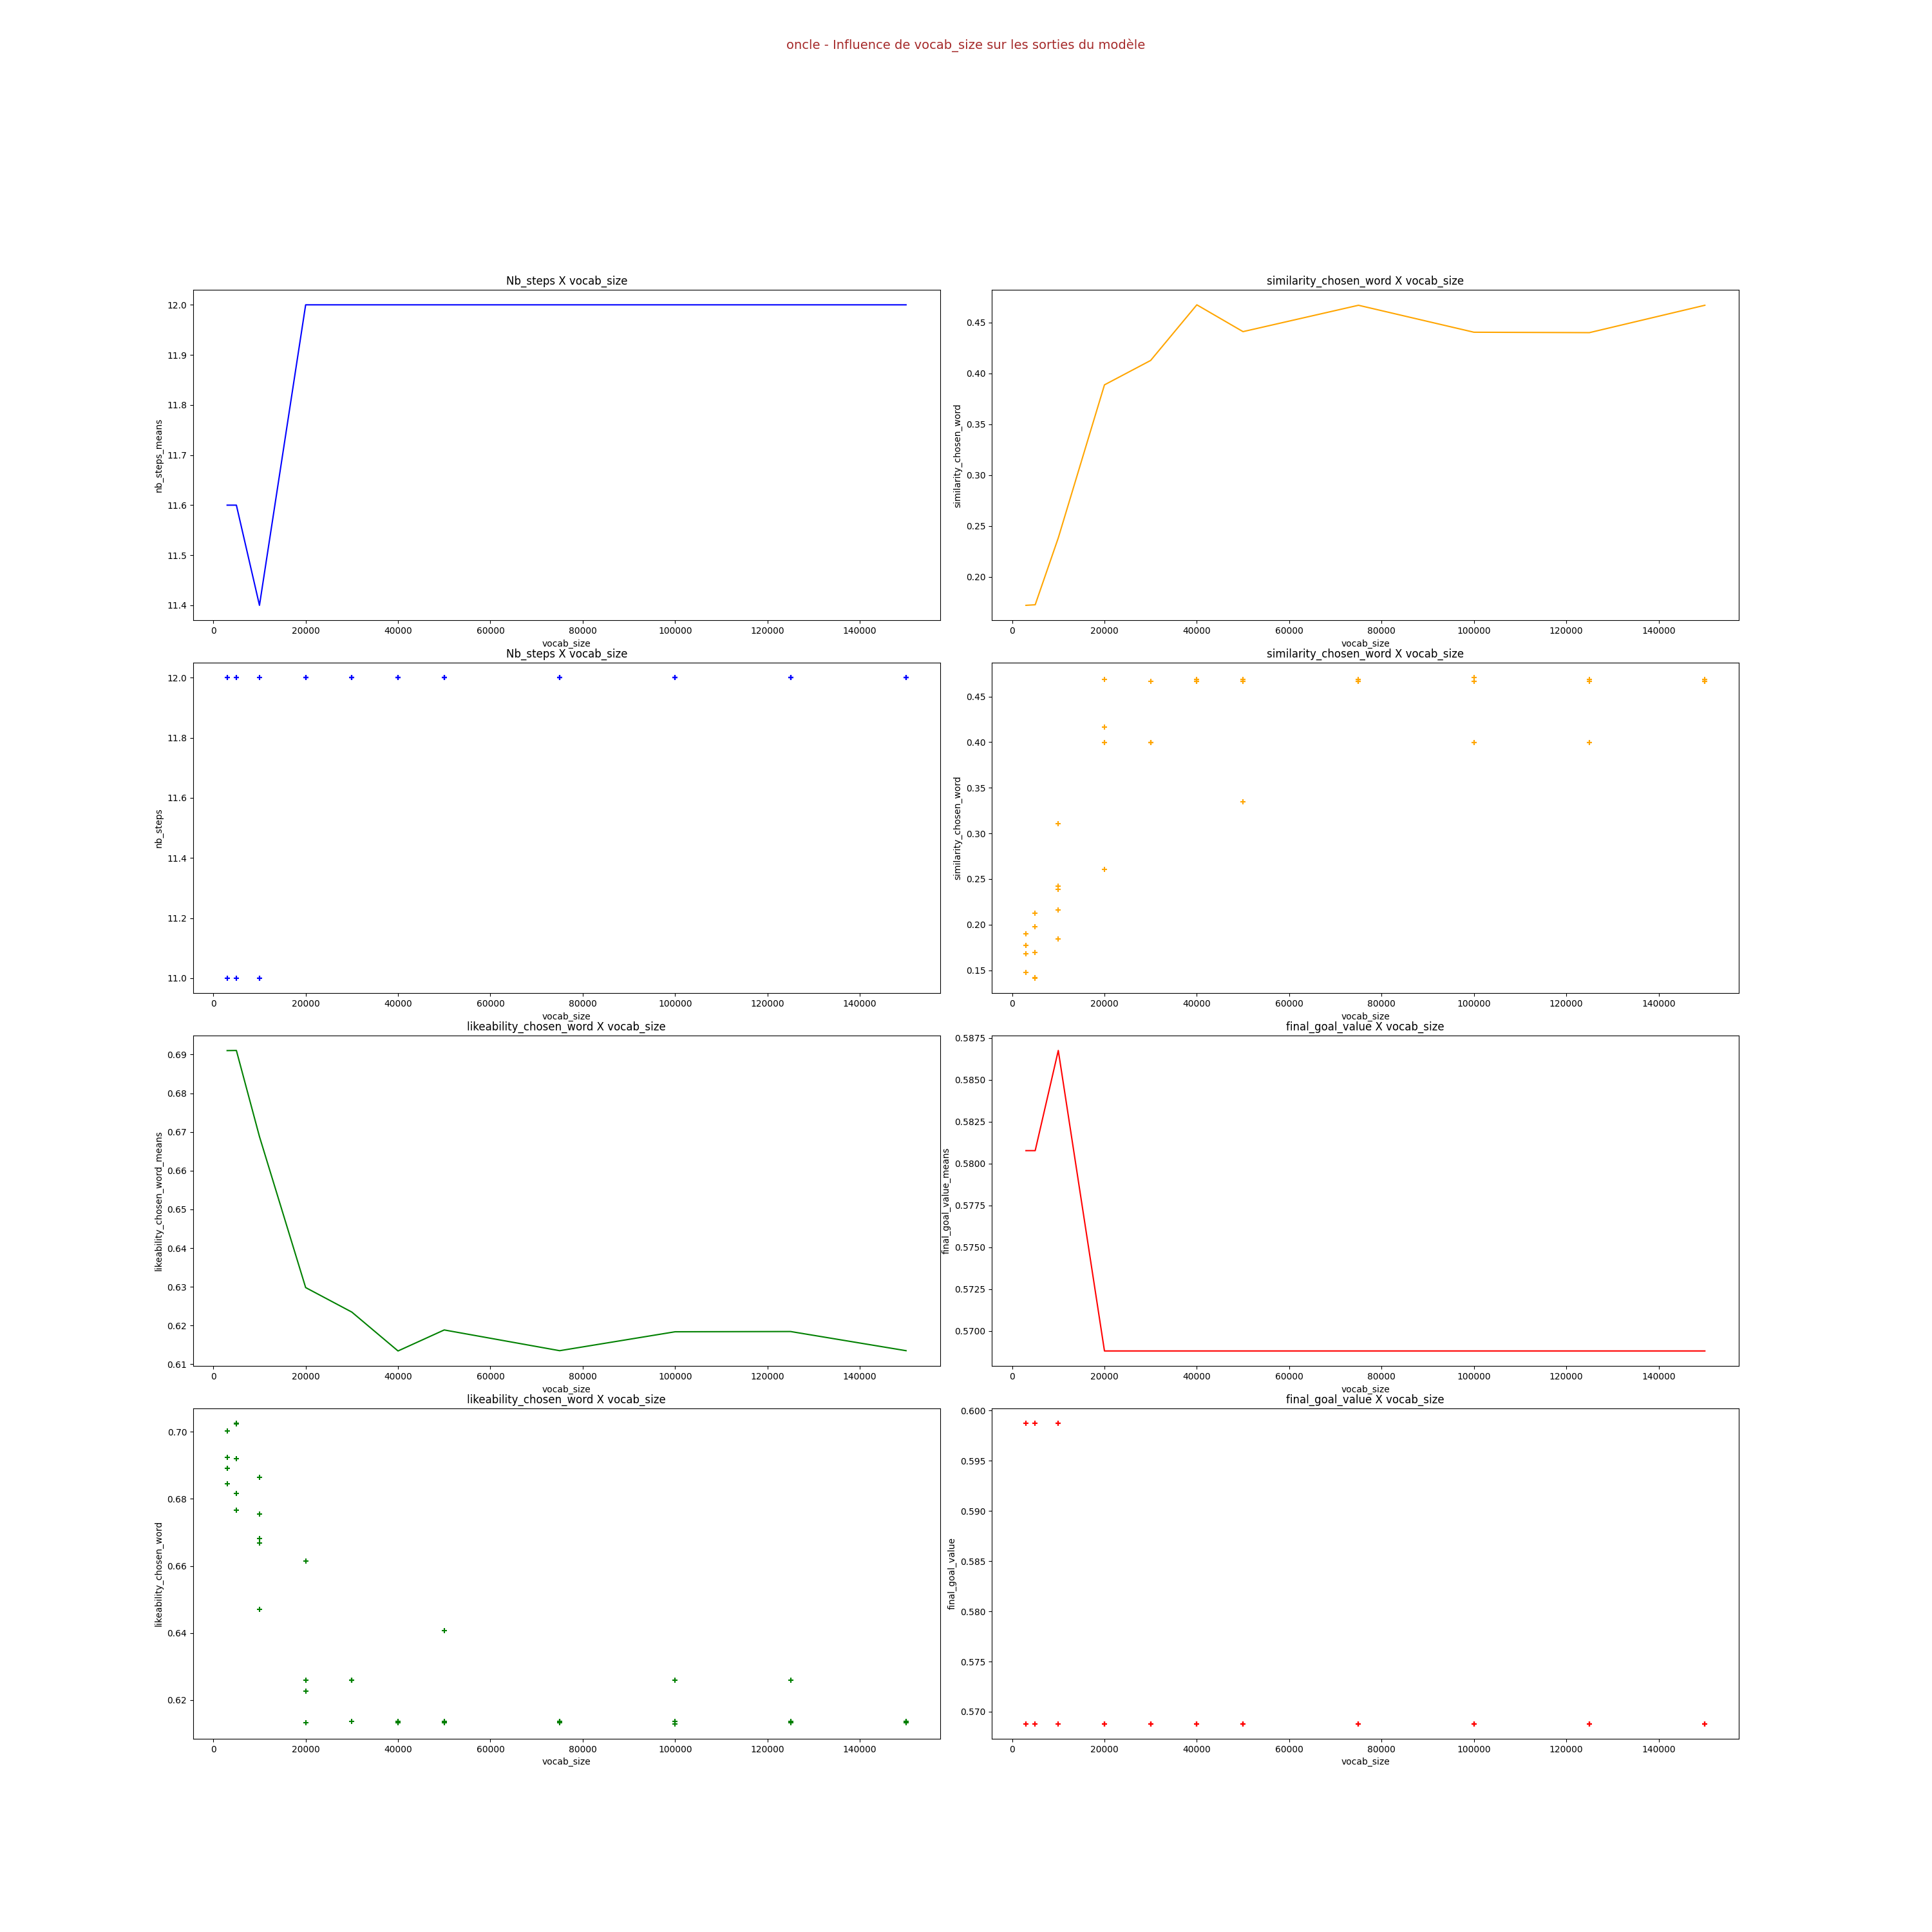 oncle - Influence de vocab_size sur les sorties du modèle
Nb_steps X vocab_size
12.0
11.9
11.8
11.7
11.6
11.5
11.4
nb_steps_means
0 20000 40000 60000 80000 100000 120000 140000
vocab_size
similarity_chosen_word X vocab_size
0.45
0.40
0.35
0.30
0.25
0.20
similarity_chosen_word
0 20000 40000 60000 80000 100000 120000 140000
vocab_size
Nb_steps X vocab_size
12.0
11.8
11.6
11.4
11.2
11.0
nb_steps
0 20000 40000 60000 80000 100000 120000 140000
vocab_size
similarity_chosen_word X vocab_size
0.45
0.40
0.35
0.30
0.25
0.20
0.15
similarity_chosen_word
0 20000 40000 60000 80000 100000 120000 140000
vocab_size
likeability_chosen_word X vocab_size
0.69
0.68
0.67
0.66
0.65
0.64
0.63
0.62
0.61
likeability_chosen_word_means
0 20000 40000 60000 80000 100000 120000 140000
vocab_size
final_goal_value X vocab_size
0.5875
0.5850
0.5825
0.5800
0.5775
0.5750
0.5725
0.5700
final_goal_value_means
0 20000 40000 60000 80000 100000 120000 140000
vocab_size
likeability_chosen_word X vocab_size
0.70
0.68
0.66
0.64
0.62
likeability_chosen_word
0 20000 40000 60000 80000 100000 120000 140000
vocab_size
final_goal_value X vocab_size
0.600
0.595
0.590
0.585
0.580
0.575
0.570
final_goal_value
0 20000 40000 60000 80000 100000 120000 140000
vocab_size